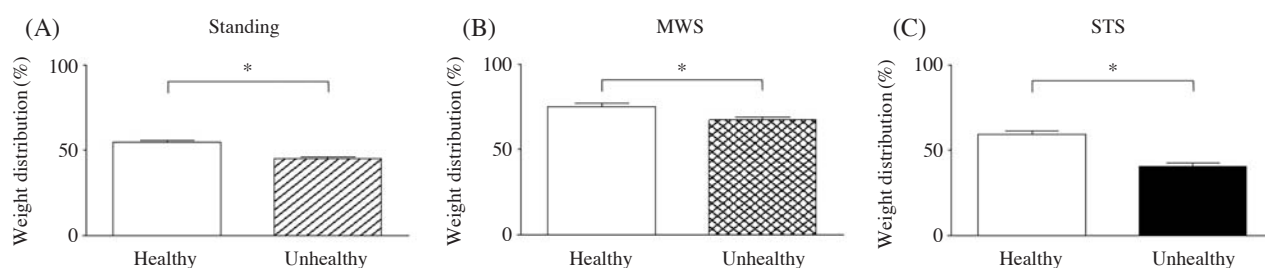 (A)
Standing
Weight distribution (%)
100
*
50
0
Healthy Unhealthy
(B)
MWS
Weight distribution (%)
100
*
50
0
Healthy Unhealthy
(C)
STS
Weight distribution (%)
100
*
50
0
Healthy Unhealthy